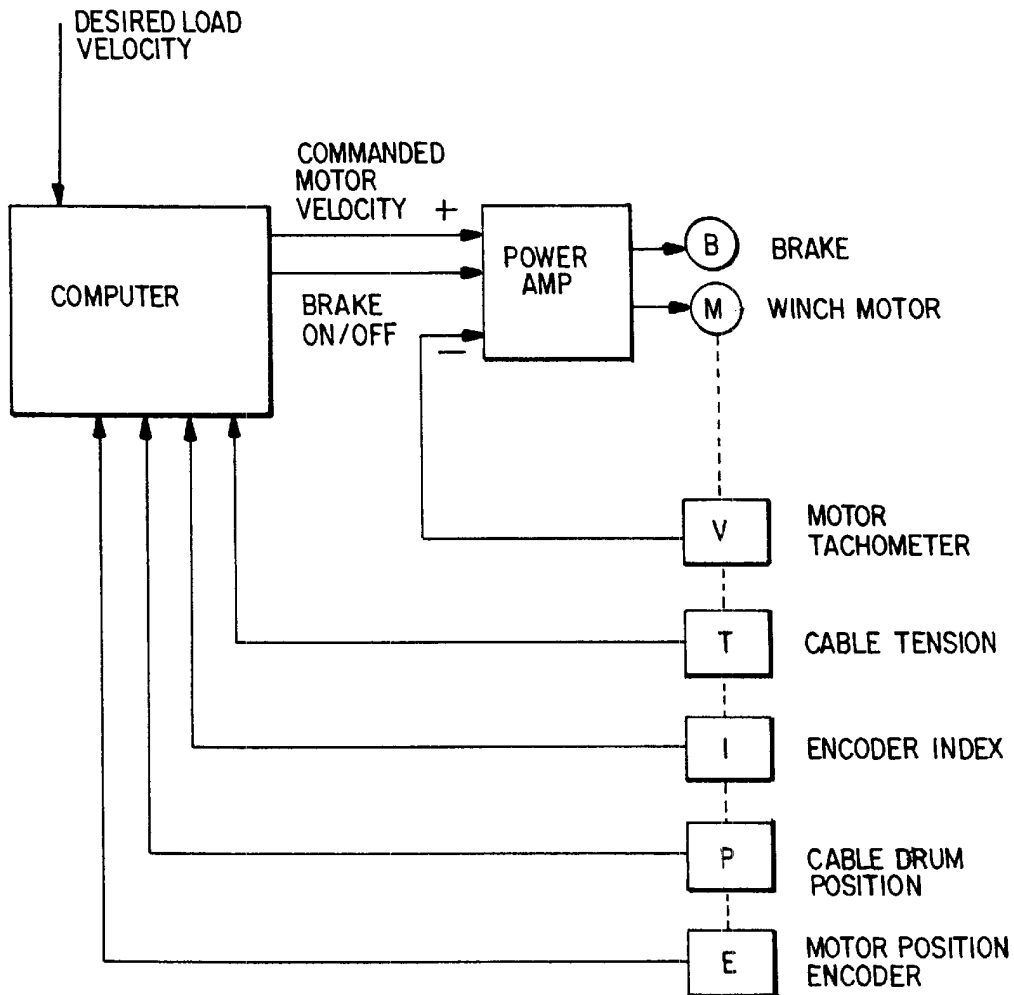 DESIRED LOAD
VELOCITY
COMMANDED
MOTOR
VELOCITY +
COMPUTER
BRAKE
ON/OFF
POWER
AMP
−
B
BRAKE
M
WINCH MOTOR
V
MOTOR
TACHOMETER
T
CABLE TENSION
I
ENCODER INDEX
P
CABLE DRUM
POSITION
E
MOTOR POSITION
ENCODER